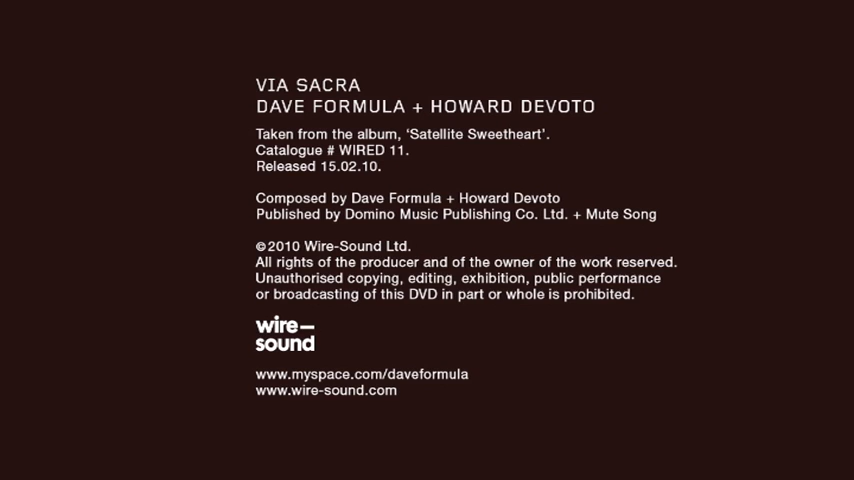 VIA SACRA
DAVE FORMULA + HOWARD DEVOTO
Taken from the album, ‘Satellite Sweetheart’.
Catalogue # WIRED 11.
Released 15.02.10.
Composed by Dave Formula + Howard Devoto
Published by Domino Music Publishing Co. Ltd. + Mute Song
©2010 Wire-Sound Ltd.
All rights of the producer and of the owner of the work reserved.
Unauthorised copying, editing, exhibition, public performance
or broadcasting of this DVD in part or whole is prohibited.
wire–
sound
www.myspace.com/daveformula
www.wire-sound.com